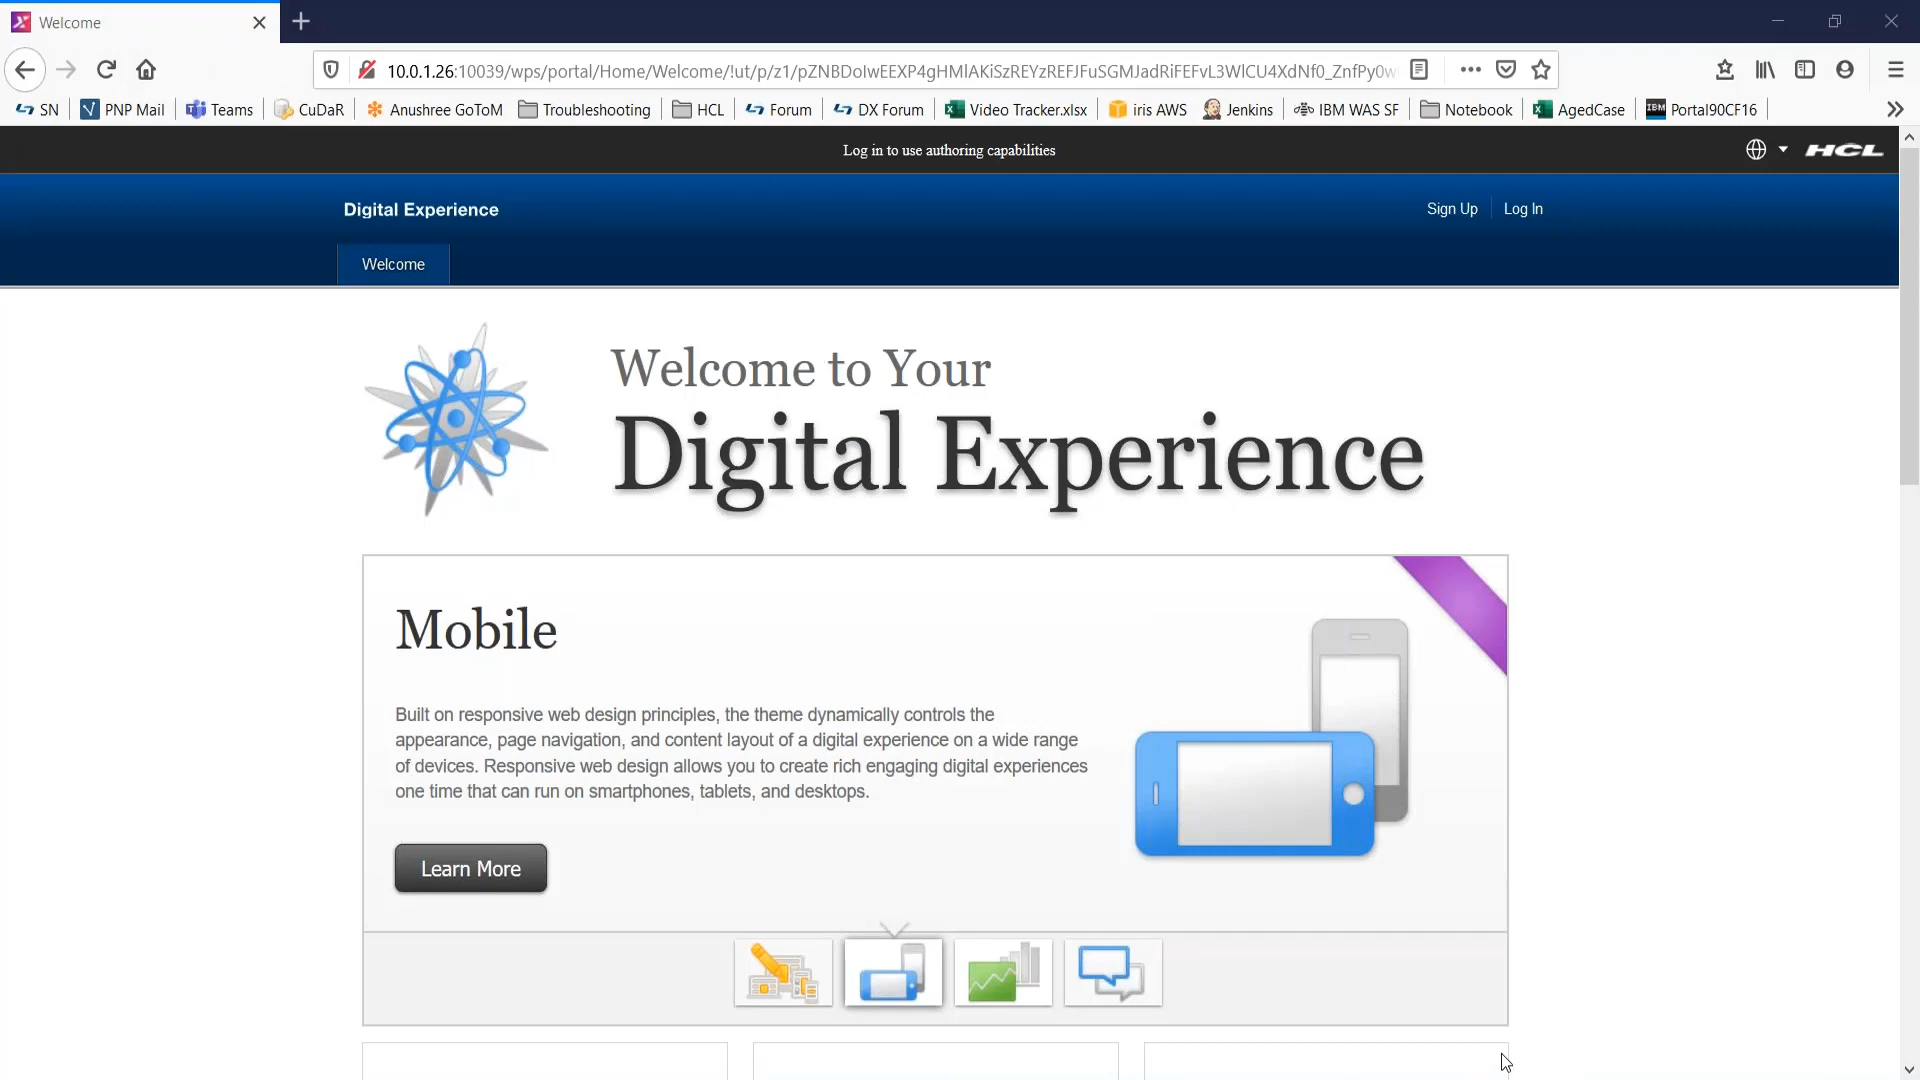 Welcome
10.0.1.26:10039/wps/portal/Home/Welcome/!ut/p/z1/
SN PNP Mail Teams CuDaR Anushree GoToM Troubleshooting HCL Forum DX Forum Video Tracker.xlsx iris AWS Jenkins IBM WAS SF Notebook AgedCase IBM Portal90CF16
Log in to use authoring capabilities HCL
Digital Experience Sign Up Log In
Welcome
Welcome to Your
Digital Experience
Mobile
Built on responsive web design principles, the theme dynamically controls the
appearance, page navigation, and content layout of a digital experience on a wide range
of devices. Responsive web design allows you to create rich engaging digital experiences
one time that can run on smartphones, tablets, and desktops.
Learn More